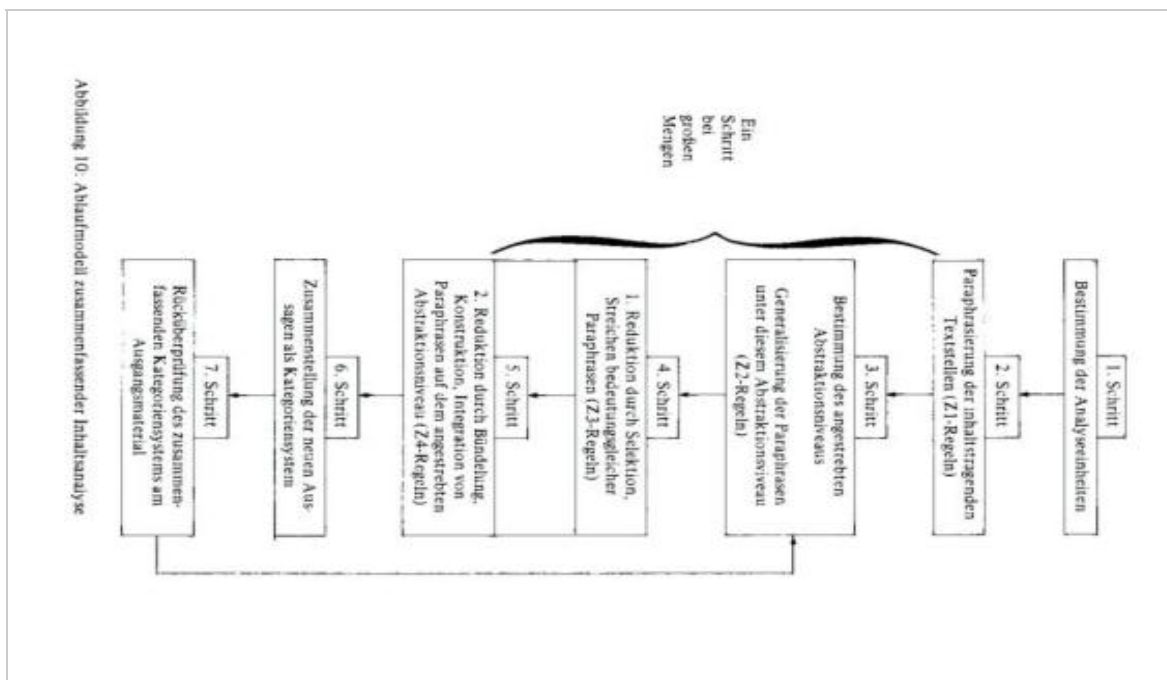 1. Schritt
Bestimmung der Analyseeinheiten
2. Schritt
Paraphrasierung der inhaltstragenden
Textstellen (Z1-Regeln)
3. Schritt
Bestimmung des angestrebten
Abstraktionsniveaus
Generalisierung der Paraphrasen
unter diesem Abstraktionsviveau
(Z2-Regeln)
4. Schritt
1. Reduktion durch Selektion,
Streichen bedeutungsgleicher
Paraphrasen (Z3-Regeln)
5. Schritt
2. Reduktion durch Bündelung,
Konstruktion, Integration von
Paraphrasen auf dem angestrebten
Abstraktionsniveau (Z4-Regeln)
6. Schritt
Zusammenstellung der neuen Aus-
sagen als Kategoriensystem
7. Schritt
Rücküberprüfung des zusammen-
fassenden Kategoriensystems am
Ausgangsmaterial
Ein
Schritt
bei
großen
Mengen
Abbildung 10: Ablaufmodell zusammenfassender Inhaltsanalyse